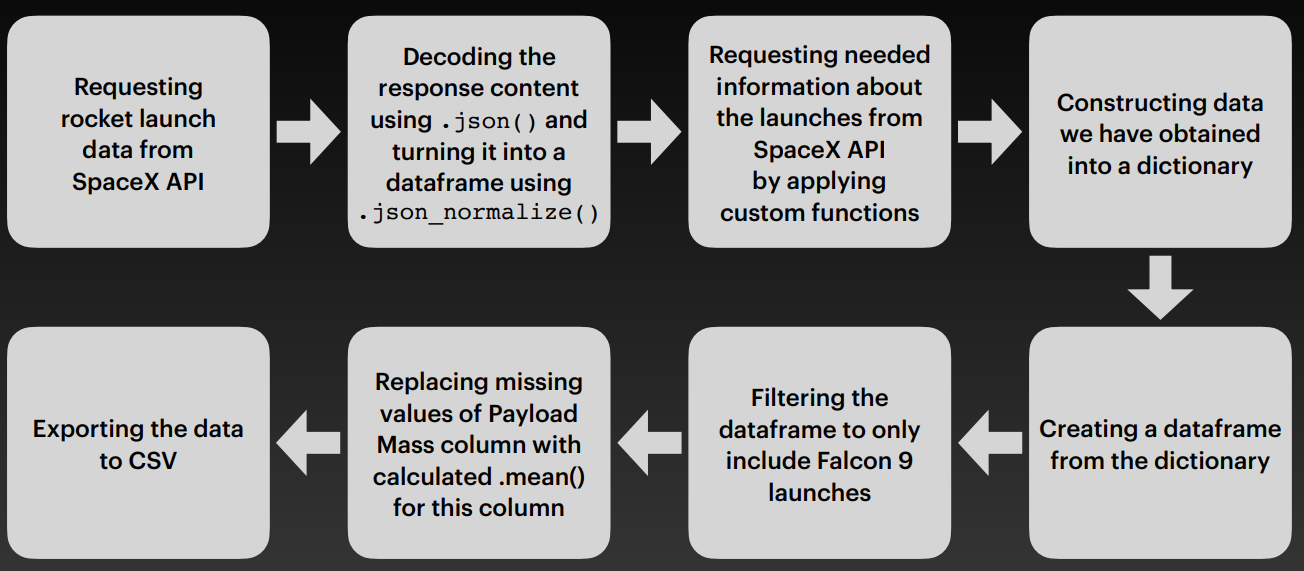 Requesting
rocket launch
data from
SpaceX API
Decoding the
response content
using .json() and
turning it into a
dataframe using
.json_normalize()
Requesting needed
information about
the launches from
SpaceX API
by applying
custom functions
Constructing data
we have obtained
into a dictionary
Creating a dataframe
from the dictionary
Filtering the
dataframe to only
include Falcon 9
launches
Replacing missing
values of Payload
Mass column with
calculated .mean()
for this column
Exporting the data
to CSV